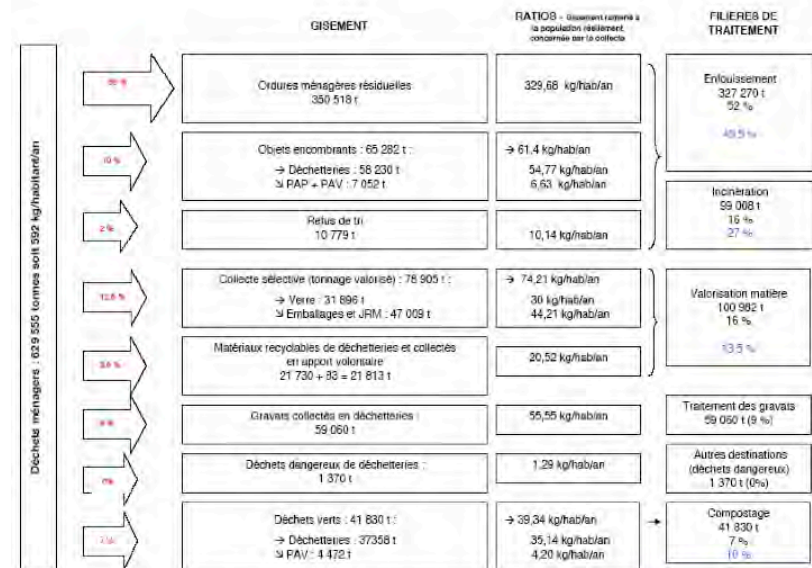 GISEMENT
RATIOS - Gisement ramené à
la population réellement
concernée par la collecte
FILIERES DE
TRAITEMENT
Déchets ménagers : 629 555 tonnes soit 592 kg/habitant/an
Ordures ménagères résiduelles
350 518 t
329,68 kg/hab/an
Enfouissement
327 270 t
52 %
10 %
Objets encombrants : 65 282 t :
→ Déchetteries : 58 230 t
↘ PAP + PAV : 7 052 t
→ 61,4 kg/hab/an
54,77 kg/hab/an
6,63 kg/hab/an
Incinération
99 008 t
16 %
27 %
2 %
Refus de tri
10 779 t
10,14 kg/hab/an
Collecte sélective (tonnage valorisé) : 78 905 t :
→ Verre : 31 896 t
↘ Emballages et JRM : 47 009 t
→ 74,21 kg/hab/an
30 kg/hab/an
44,21 kg/hab/an
Valorisation matière
100 982 t
16 %
13,5 %
Matériaux recyclables de déchetteries et collectés
en apport volontaire
21 730 + 83 = 21 813 t
20,52 kg/hab/an
Gravats collectés en déchetteries :
59 060 t
55,55 kg/hab/an
Traitement des gravats
59 060 t (9 %)
0%
Déchets dangereux de déchetteries :
1 370 t
1,29 kg/hab/an
Autres destinations
(déchets dangereux)
1 370 t (0%)
Déchets verts : 41 830 t :
→ Déchetteries : 37358 t
↘ PAV : 4 472 t
→ 39,34 kg/hab/an
35,14 kg/hab/an
4,20 kg/hab/an
→
Compostage
41 830 t
7 %
10 %